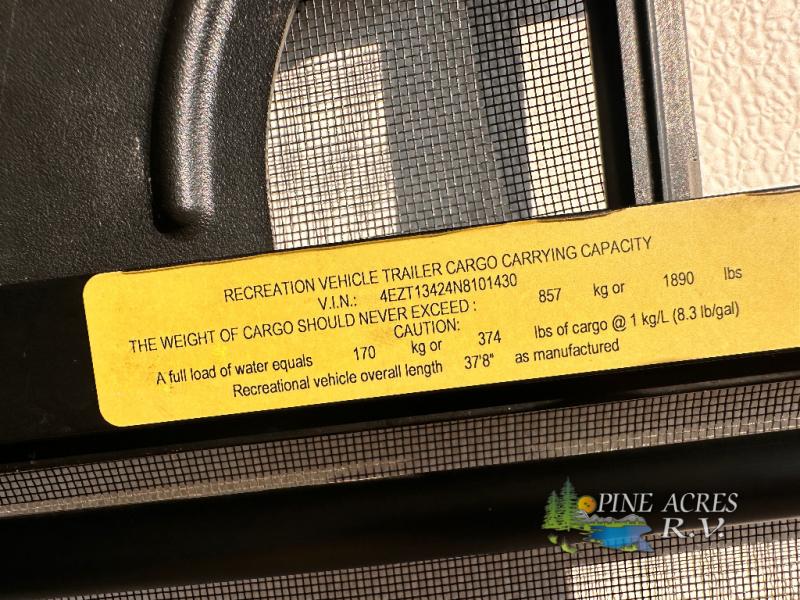 RECREATION VEHICLE TRAILER CARGO CARRYING CAPACITY
V.I.N.: 4EZT13424N8101430
THE WEIGHT OF CARGO SHOULD NEVER EXCEED: 857 kg or 1890 lbs
CAUTION:
A full load of water equals 170 kg or 374 lbs of cargo @ 1 kg/L (8.3 lb/gal)
Recreational vehicle overall length 37'8" as manufactured
PINE ACRES
R.V.